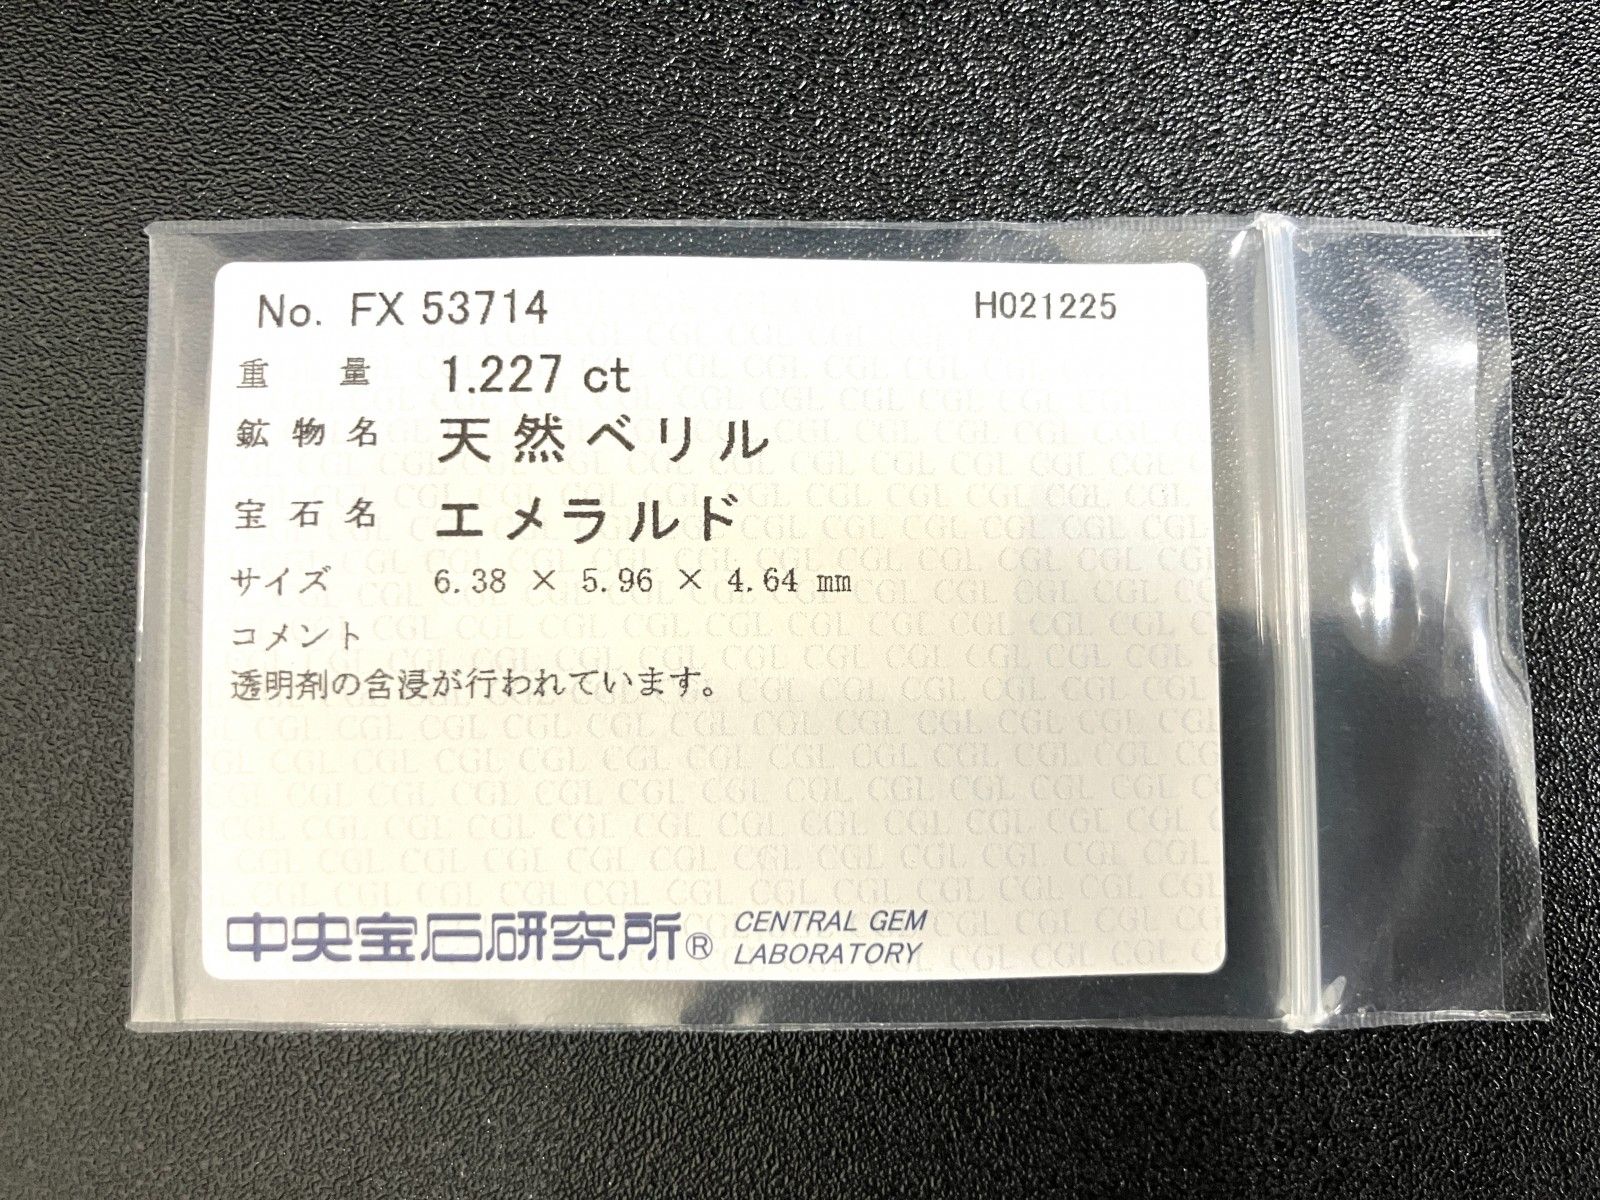 No. FX 53714 H021225
重量 1.227 ct
鉱物名 天然ベリル
宝石名 エメラルド
サイズ 6.38 × 5.96 × 4.64 mm
コメント
透明剤の含浸が行われています。
中央宝石研究所® CENTRAL GEM
LABORATORY